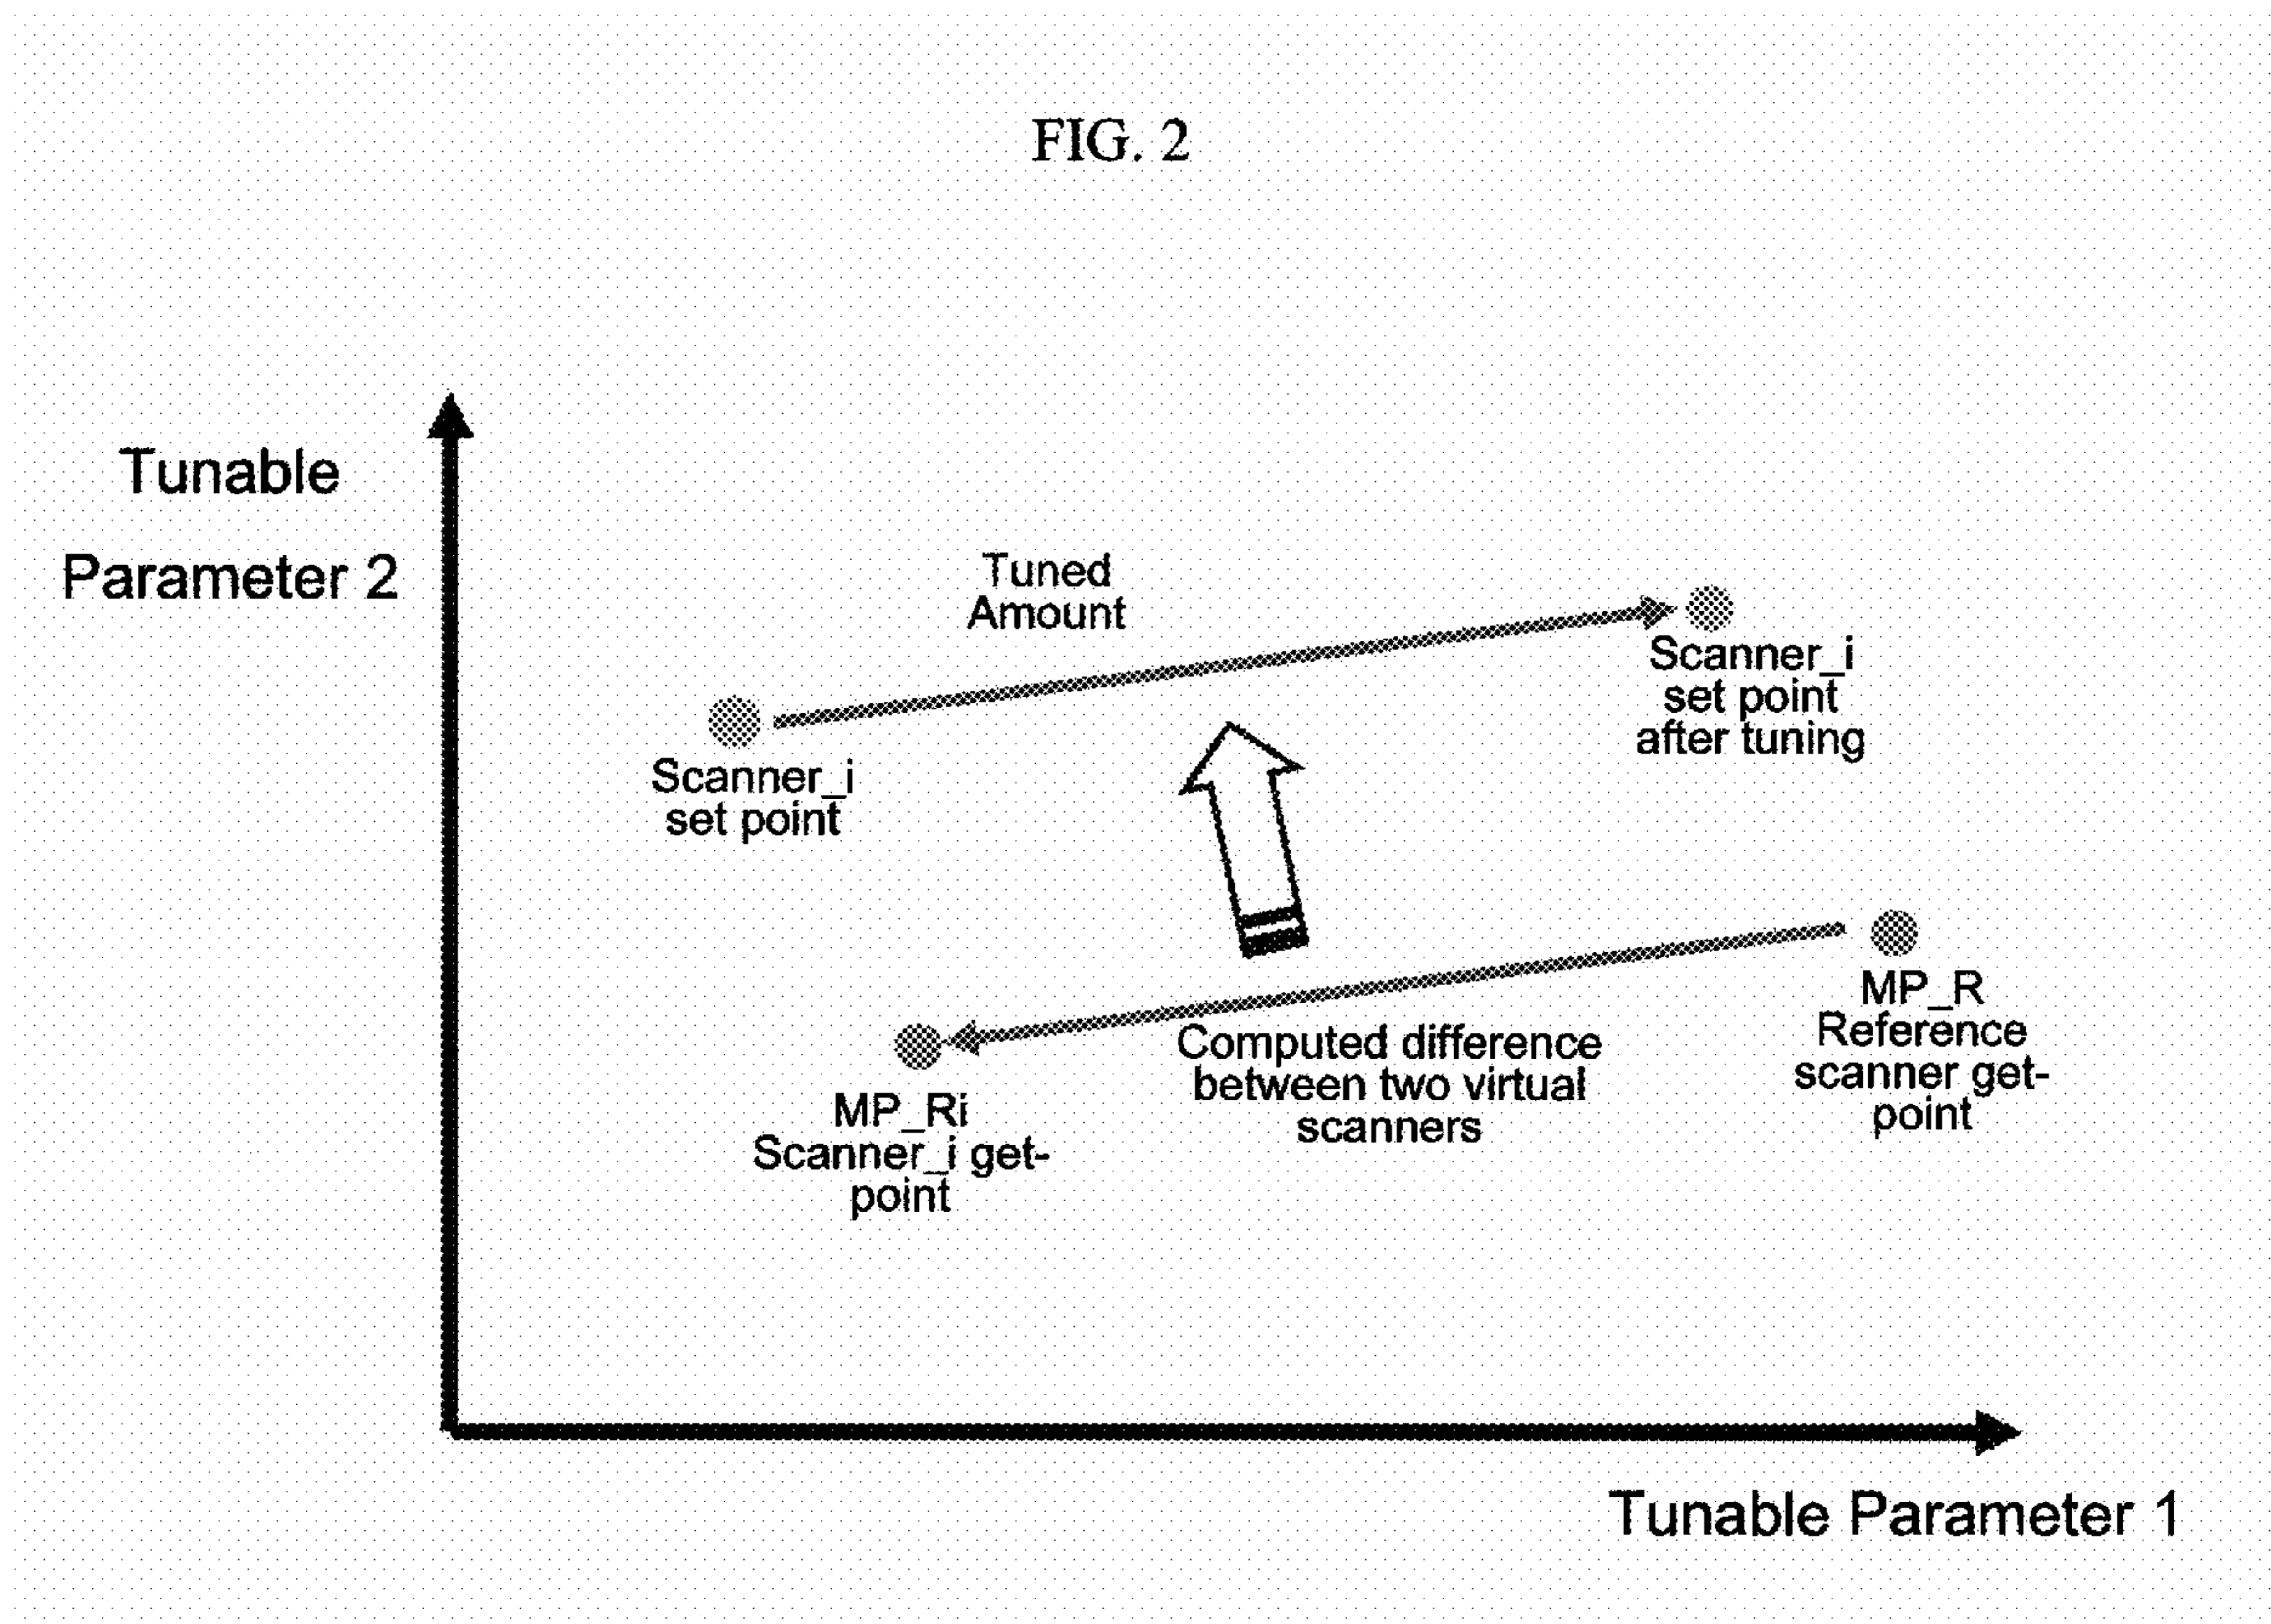 FIG. 2
Tunable
Parameter 2
Tuned
Amount
Scanner_i
set point
after tuning
Scanner_i
set point
MP_R
Reference
scanner get-
point
Computed difference
between two virtual
scanners
MP_Ri
Scanner_i get-
point
Tunable Parameter 1